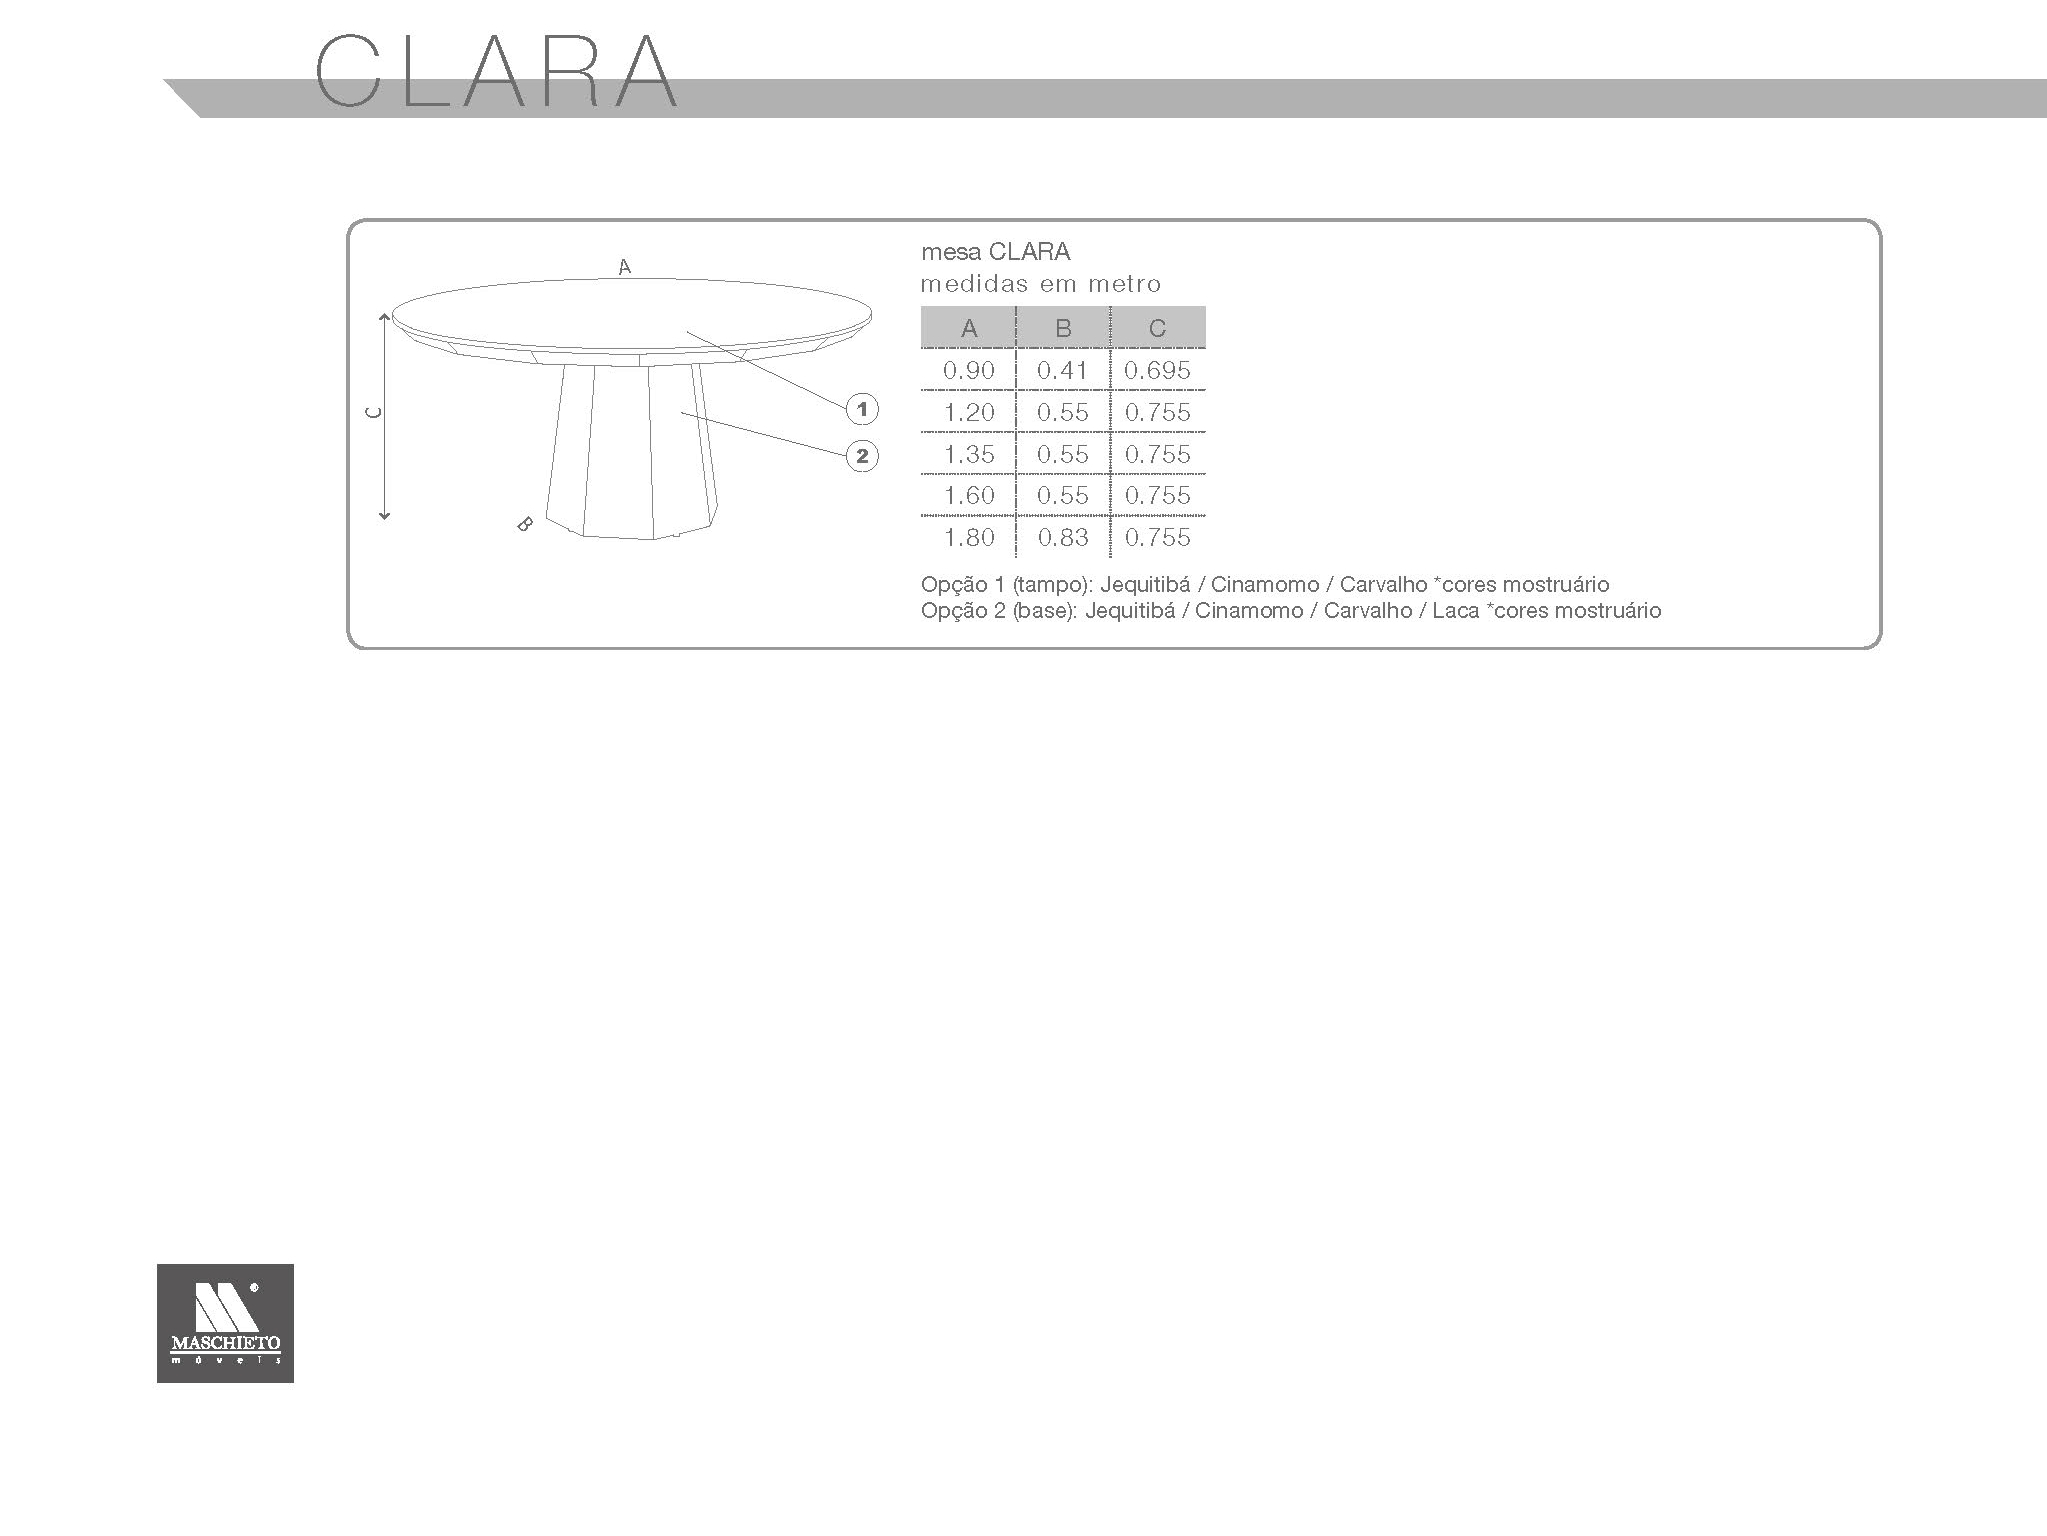 CLARA
A
C
B
1
2
mesa CLARA
medidas em metro
A B C
0.90 0.41 0.695
1.20 0.55 0.755
1.35 0.55 0.755
1.60 0.55 0.755
1.80 0.83 0.755
Opção 1 (tampo): Jequitibá / Cinamomo / Carvalho *cores mostruário
Opção 2 (base): Jequitibá / Cinamomo / Carvalho / Laca *cores mostruário
®
MASCHIETO
móveis